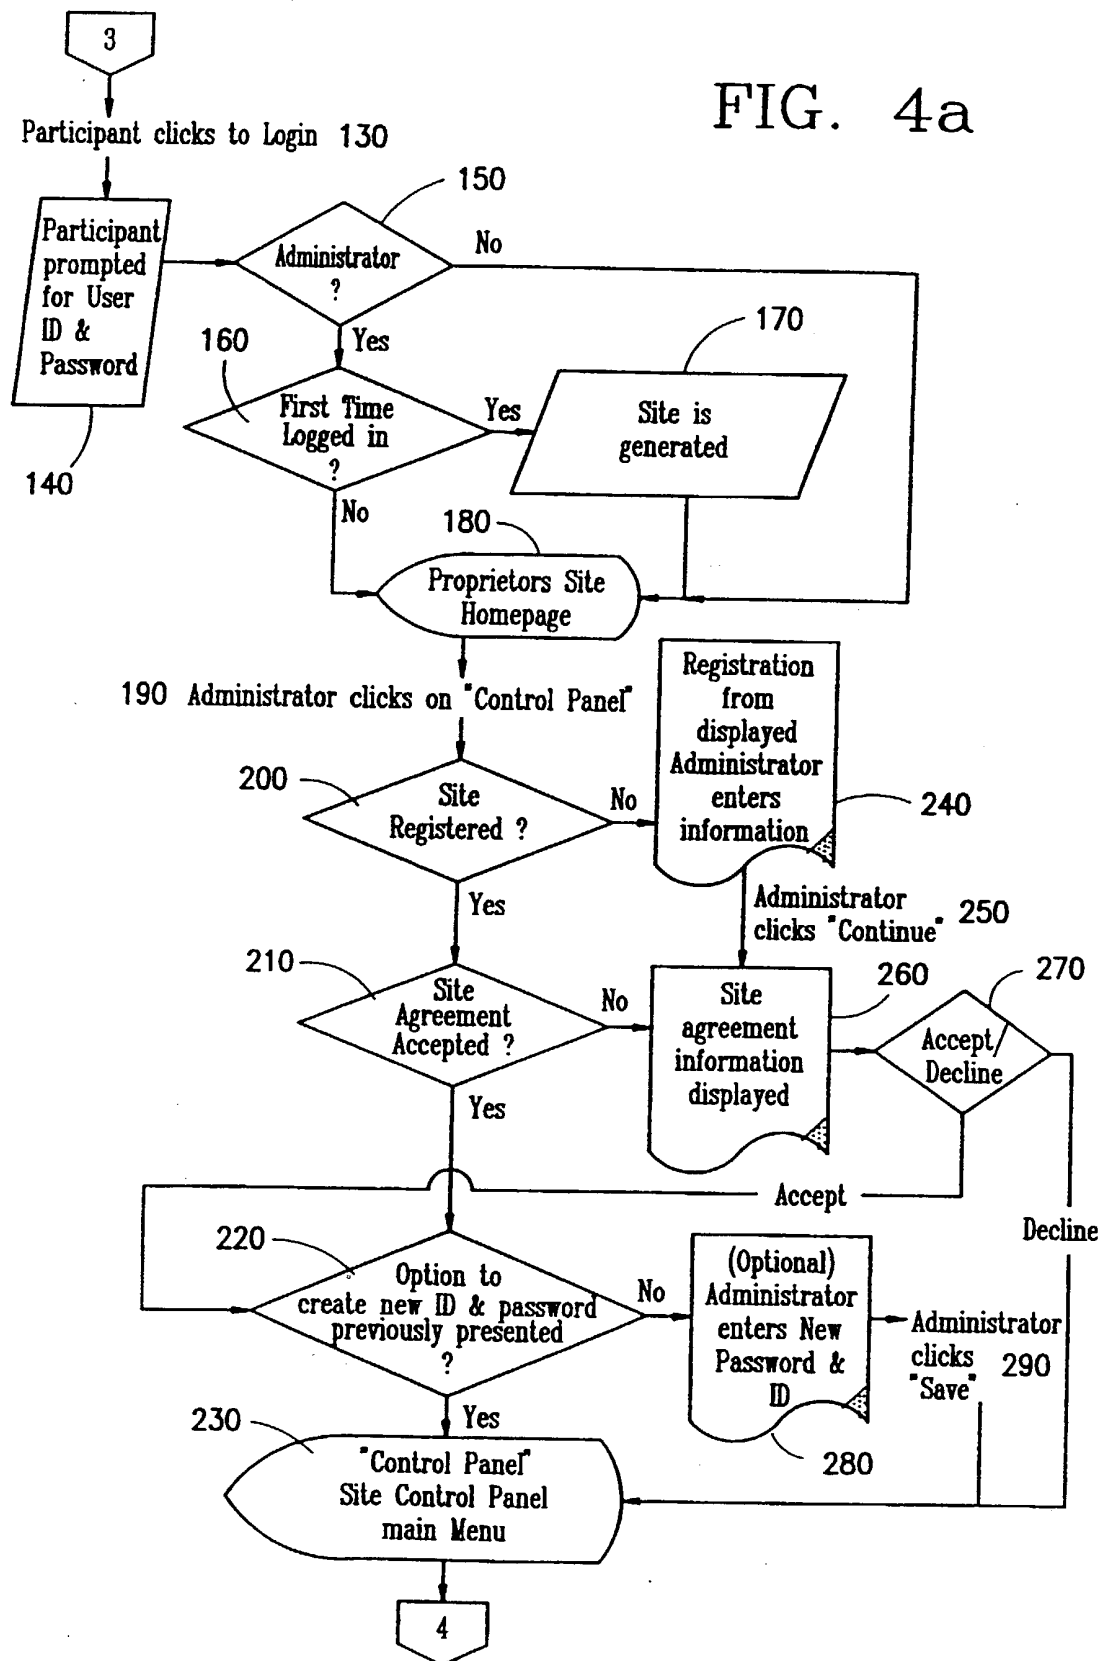 3
FIG. 4a
Participant clicks to Login 130
150
Participant
prompted
for User
ID &
Password
140
Administrator
?
No
Yes
160
First Time
Logged in
?
Yes
No
170
Site is
generated
180
Proprietors Site
Homepage
190 Administrator clicks on "Control Panel"
200
Site
Registered ?
No
Yes
Registration
from
displayed
Administrator
enters
information
240
Administrator
clicks "Continue" 250
210
Site
Agreement
Accepted ?
No
Yes
Site
agreement
information
displayed
260
270
Accept/
Decline
Accept
Decline
220
Option to
create new ID & password
previously presented
?
No
Yes
(Optional)
Administrator
enters New
Password &
ID
280
Administrator
clicks
"Save" 290
230
"Control Panel"
Site Control Panel
main Menu
4